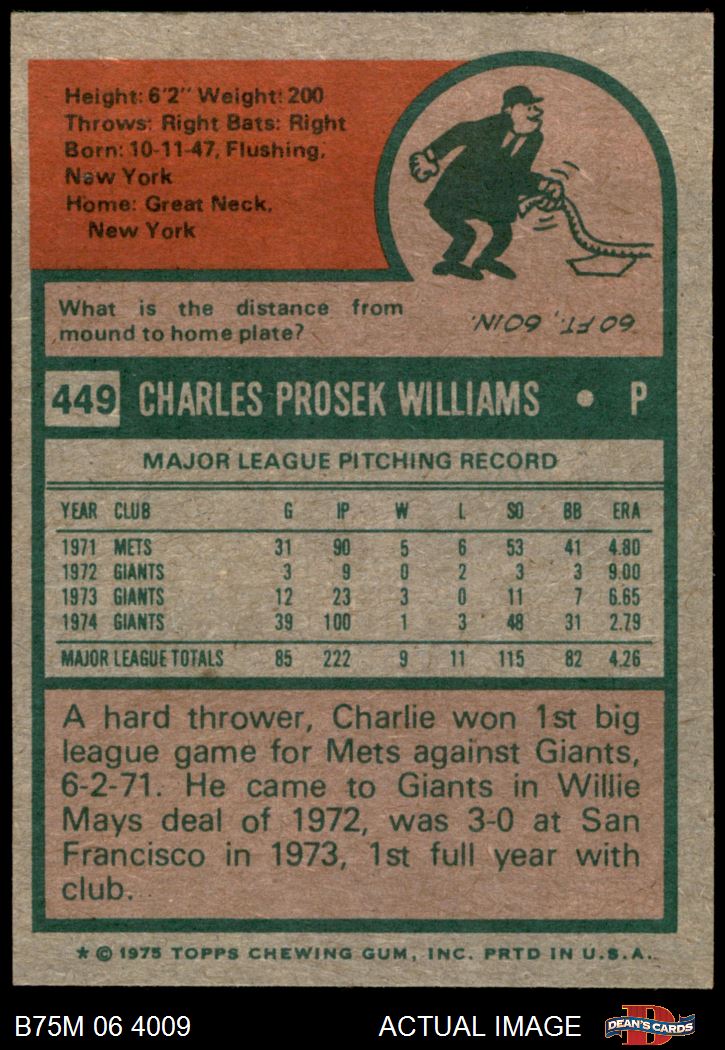 Height: 6'2" Weight: 200
Throws: Right Bats: Right
Born: 10-11-47, Flushing,
New York
Home: Great Neck,
New York
What is the distance from
mound to home plate?
60 FT., 60IN.
449 CHARLES PROSEK WILLIAMS • P
MAJOR LEAGUE PITCHING RECORD
YEAR CLUB G IP W L SO BB ERA
1971 METS 31 90 5 6 53 41 4.80
1972 GIANTS 3 9 0 2 3 3 9.00
1973 GIANTS 12 23 3 0 11 7 6.65
1974 GIANTS 39 100 1 3 48 31 2.79
MAJOR LEAGUE TOTALS 85 222 9 11 115 82 4.26
A hard thrower, Charlie won 1st big
league game for Mets against Giants,
6-2-71. He came to Giants in Willie
Mays deal of 1972, was 3-0 at San
Francisco in 1973, 1st full year with
club.
* © 1975 TOPPS CHEWING GUM, INC. PRTD IN U.S.A.
B75M 06 4009 ACTUAL IMAGE
D
DEAN'S CARDS